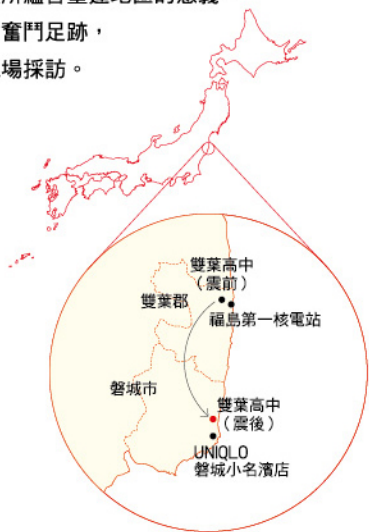 奮鬥足跡，
場採訪。
雙葉高中
（震前）
雙葉郡
福島第一核電站
磐城市
雙葉高中
（震後）
UNIQLO
磐城小名濱店